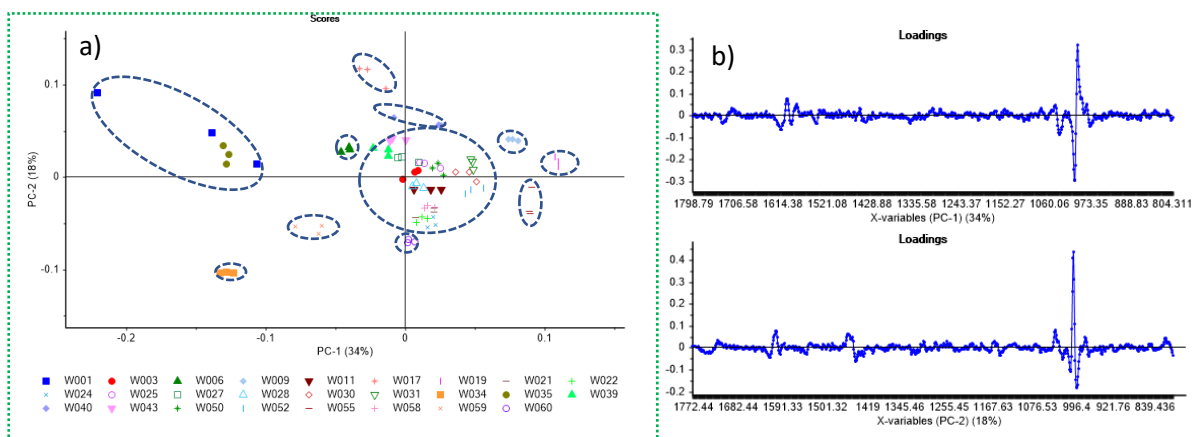 Scores
a)
PC-2 (18%)
0.1
0
-0.1
-0.2 -0.1 0 0.1
PC-1 (34%)
W001 W003 W006 W009 W011 W017 W019 W021 W022
W024 W025 W027 W028 W030 W031 W034 W035 W039
W040 W043 W050 W052 W055 W058 W059 W060
b)
Loadings
0.3
0.2
0.1
0
-0.1
-0.2
-0.3
1798.79 1706.58 1614.38 1521.08 1428.88 1335.58 1243.37 1152.27 1060.06 973.35 888.83 804.311
X-variables (PC-1) (34%)
Loadings
0.4
0.3
0.2
0.1
0
-0.1
-0.2
1772.44 1682.44 1591.33 1501.32 1419 1345.46 1255.45 1167.63 1076.53 996.4 921.76 839.436
X-variables (PC-2) (18%)